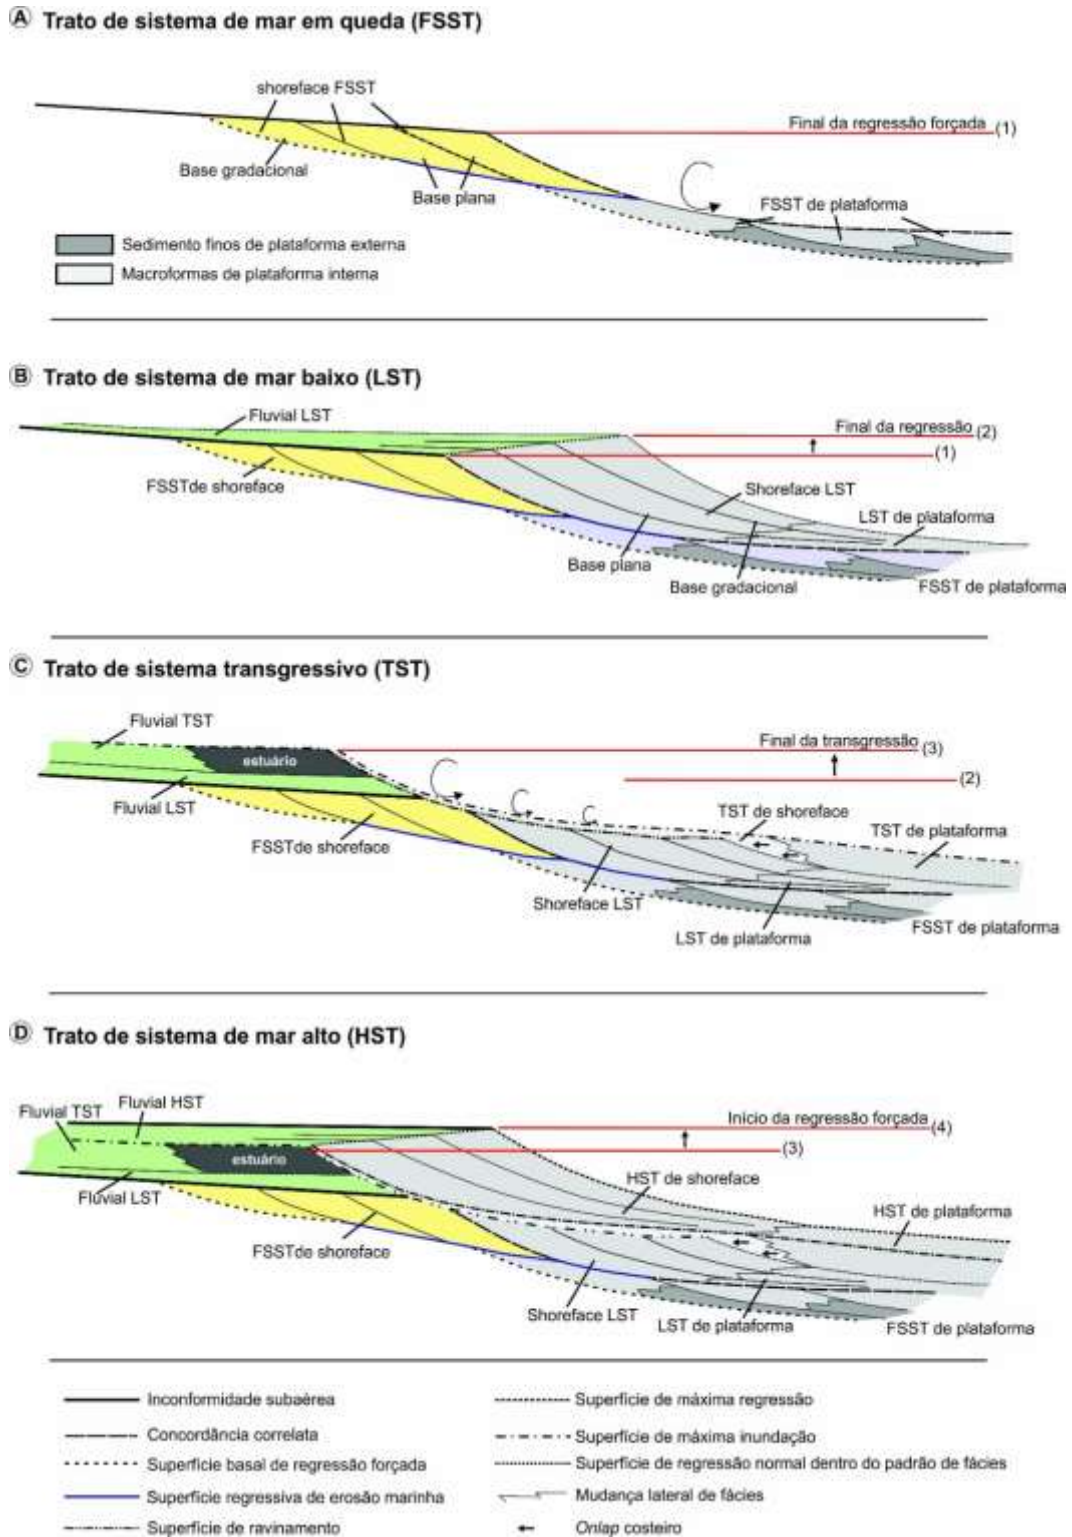 A Trato de sistema de mar em queda (FSST)
shoreface FSST
Final da regressão forçada (1)
Base gradacional
Base plana
FSST de plataforma
Sedimento finos de plataforma externa
Macroformas de plataforma interna
B Trato de sistema de mar baixo (LST)
Fluvial LST
Final da regressão (2)
(1)
FSSTde shoreface
Shoreface LST
LST de plataforma
Base plana
Base gradacional
FSST de plataforma
C Trato de sistema transgressivo (TST)
Fluvial TST
Final da transgressão (3)
estuário
(2)
Fluvial LST
TST de shoreface
TST de plataforma
FSSTde shoreface
Shoreface LST
LST de plataforma
FSST de plataforma
D Trato de sistema de mar alto (HST)
Fluvial TST
Fluvial HST
Início da regressão forçada (4)
(3)
estuário
Fluvial LST
HST de shoreface
HST de plataforma
FSSTde shoreface
Shoreface LST
LST de plataforma
FSST de plataforma
Inconformidade subaérea
Concordância correlata
Superfície basal de regressão forçada
Superfície regressiva de erosão marinha
Superfície de ravinamento
Superfície de máxima regressão
Superfície de máxima inundação
Superfície de regressão normal dentro do padrão de fácies
Mudança lateral de fácies
Onlap costeiro